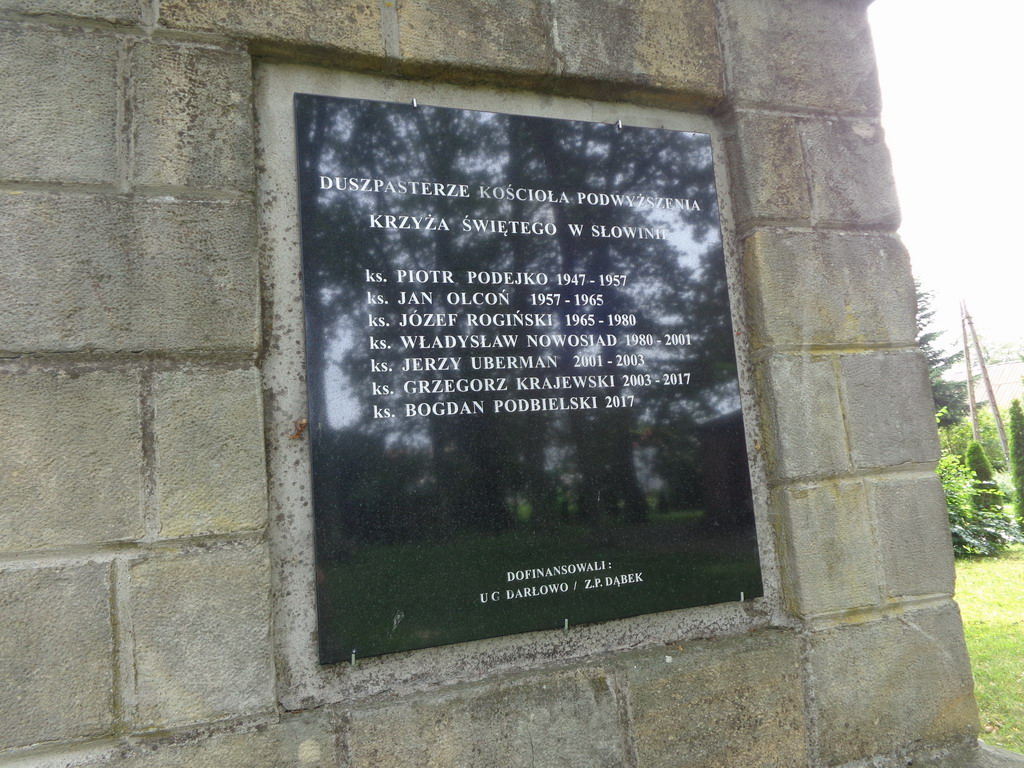 DUSZPASTERZE KOŚCIOŁA PODWYŻSZENIA
KRZYŻA ŚWIĘTEGO W SŁOWINIE
ks. PIOTR PODEJKO 1947 - 1957
ks. JAN OLCOŃ 1957 - 1965
ks. JÓZEF ROGIŃSKI 1965 - 1980
ks. WŁADYSŁAW NOWOSIAD 1980 - 2001
ks. JERZY UBERMAN 2001 - 2003
ks. GRZEGORZ KRAJEWSKI 2003 - 2017
ks. BOGDAN PODBIELSKI 2017
DOFINANSOWALI :
U C DARŁOWO / Z.P. DĄBEK